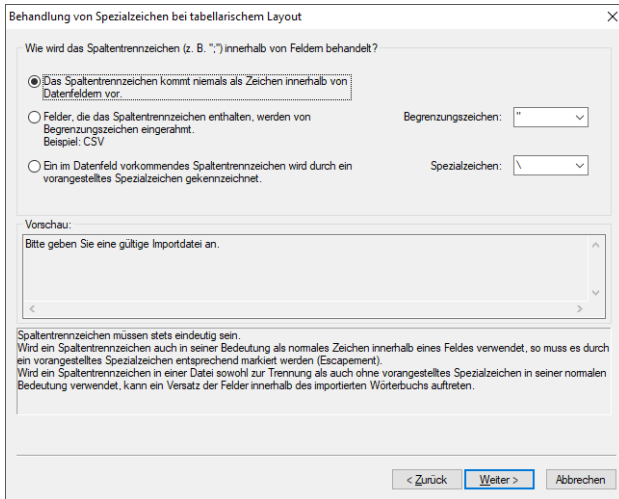 Behandlung von Spezialzeichen bei tabellarischem Layout
Wie wird das Spaltentrennzeichen (z. B. ";") innerhalb von Feldern behandelt?
Das Spaltentrennzeichen kommt niemals als Zeichen innerhalb von
Datenfeldern vor.
Felder, die das Spaltentrennzeichen enthalten, werden von
Begrenzungszeichen eingerahmt.
Beispiel: CSV
Begrenzungszeichen: "
Ein im Datenfeld vorkommendes Spaltentrennzeichen wird durch ein
vorangestelltes Spezialzeichen gekennzeichnet.
Spezialzeichen: \
Vorschau:
Bitte geben Sie eine gültige Importdatei an.
Spaltentrennzeichen müssen stets eindeutig sein.
Wird ein Spaltentrennzeichen auch in seiner Bedeutung als normales Zeichen innerhalb eines Feldes verwendet, so muss es durch
ein vorangestelltes Spezialzeichen entsprechend markiert werden (Escapement).
Wird ein Spaltentrennzeichen in einer Datei sowohl zur Trennung als auch ohne vorangestelltes Spezialzeichen in seiner normalen
Bedeutung verwendet, kann ein Versatz der Felder innerhalb des importierten Wörterbuchs auftreten.
< Zurück
Weiter >
Abbrechen